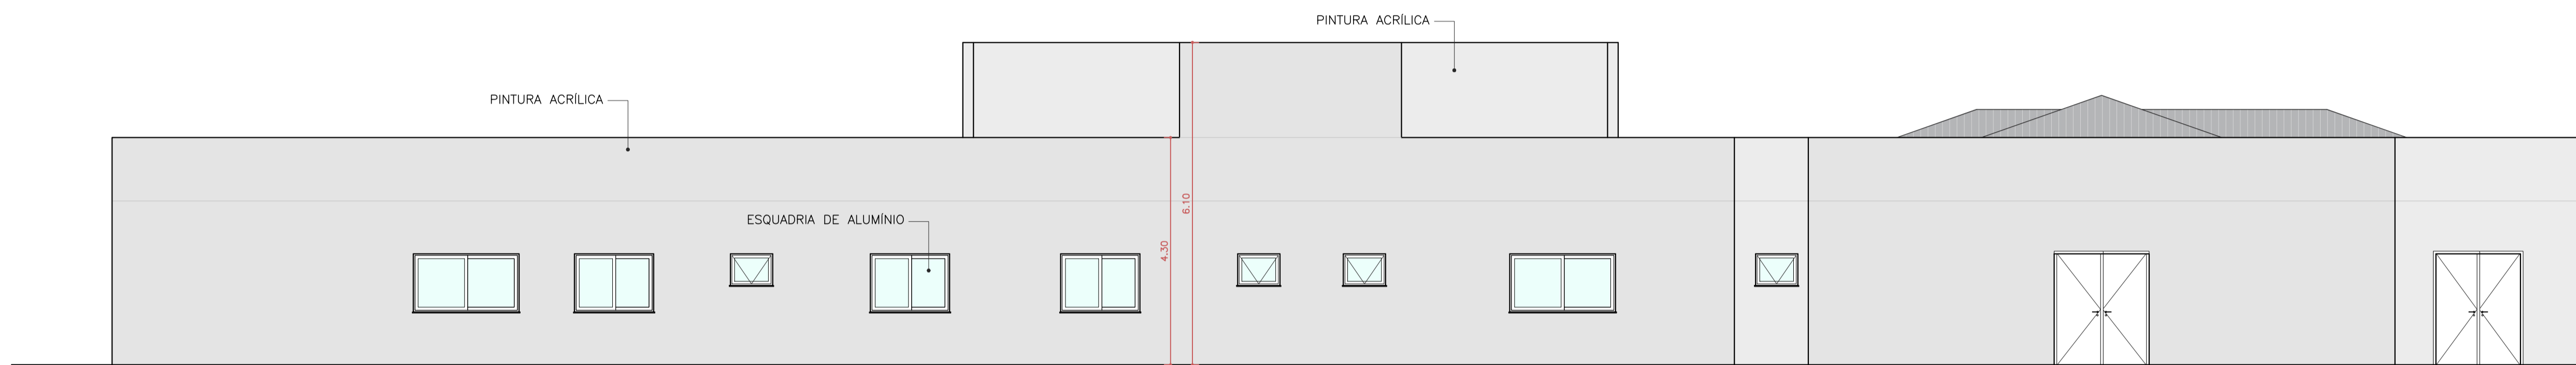 PINTURA ACRÍLICA
PINTURA ACRÍLICA
6.10
ESQUADRIA DE ALUMÍNIO
4.30